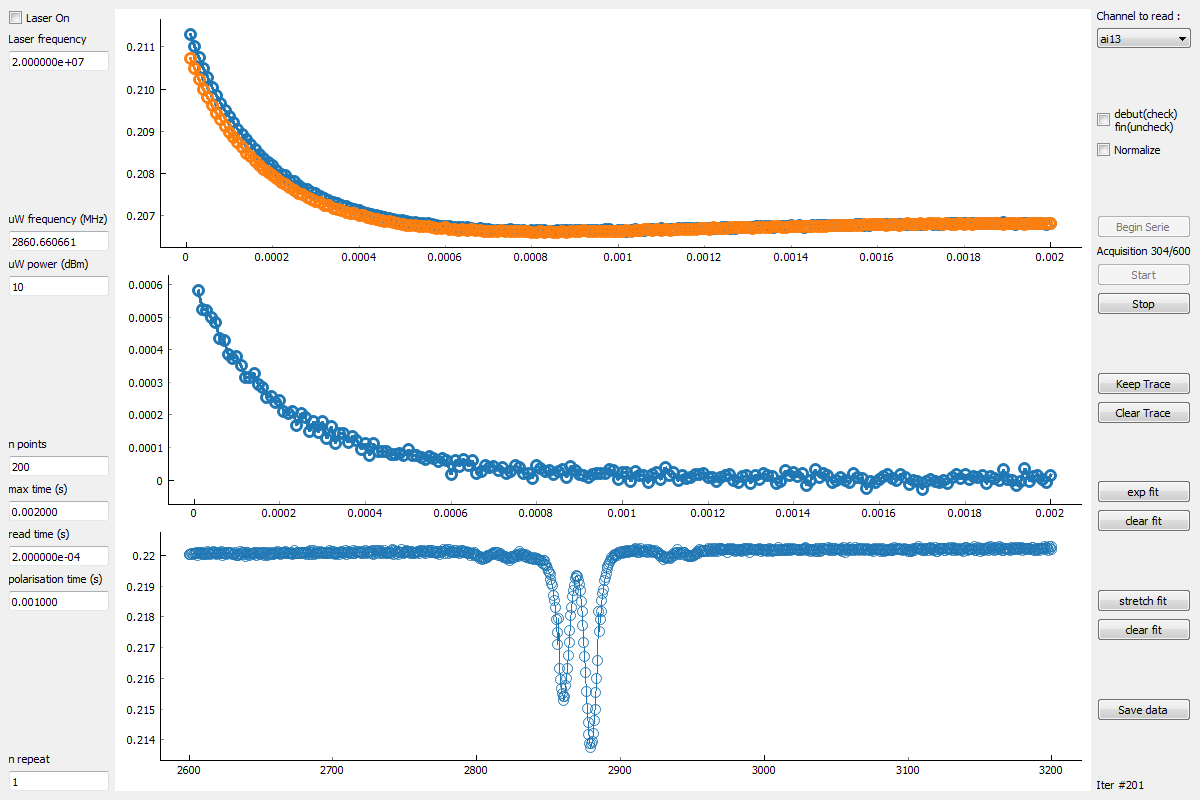 Laser On
Laser frequency
2.000000e+07
uW frequency (MHz)
2860.660661
uW power (dBm)
10
n points
200
max time (s)
0.002000
read time (s)
2.000000e-04
polarisation time (s)
0.001000
n repeat
1
0.211
0.210
0.209
0.208
0.207
0 0.0002 0.0004 0.0006 0.0008 0.001 0.0012 0.0014 0.0016 0.0018 0.002
0.0006
0.0005
0.0004
0.0003
0.0002
0.0001
0
0 0.0002 0.0004 0.0006 0.0008 0.001 0.0012 0.0014 0.0016 0.0018 0.002
0.22
0.219
0.218
0.217
0.216
0.215
0.214
2600 2700 2800 2900 3000 3100 3200
Channel to read :
ai13
debut(check)
fin(uncheck)
Normalize
Begin Serie
Acquisition 304/600
Start
Stop
Keep Trace
Clear Trace
exp fit
clear fit
stretch fit
clear fit
Save data
Iter #201